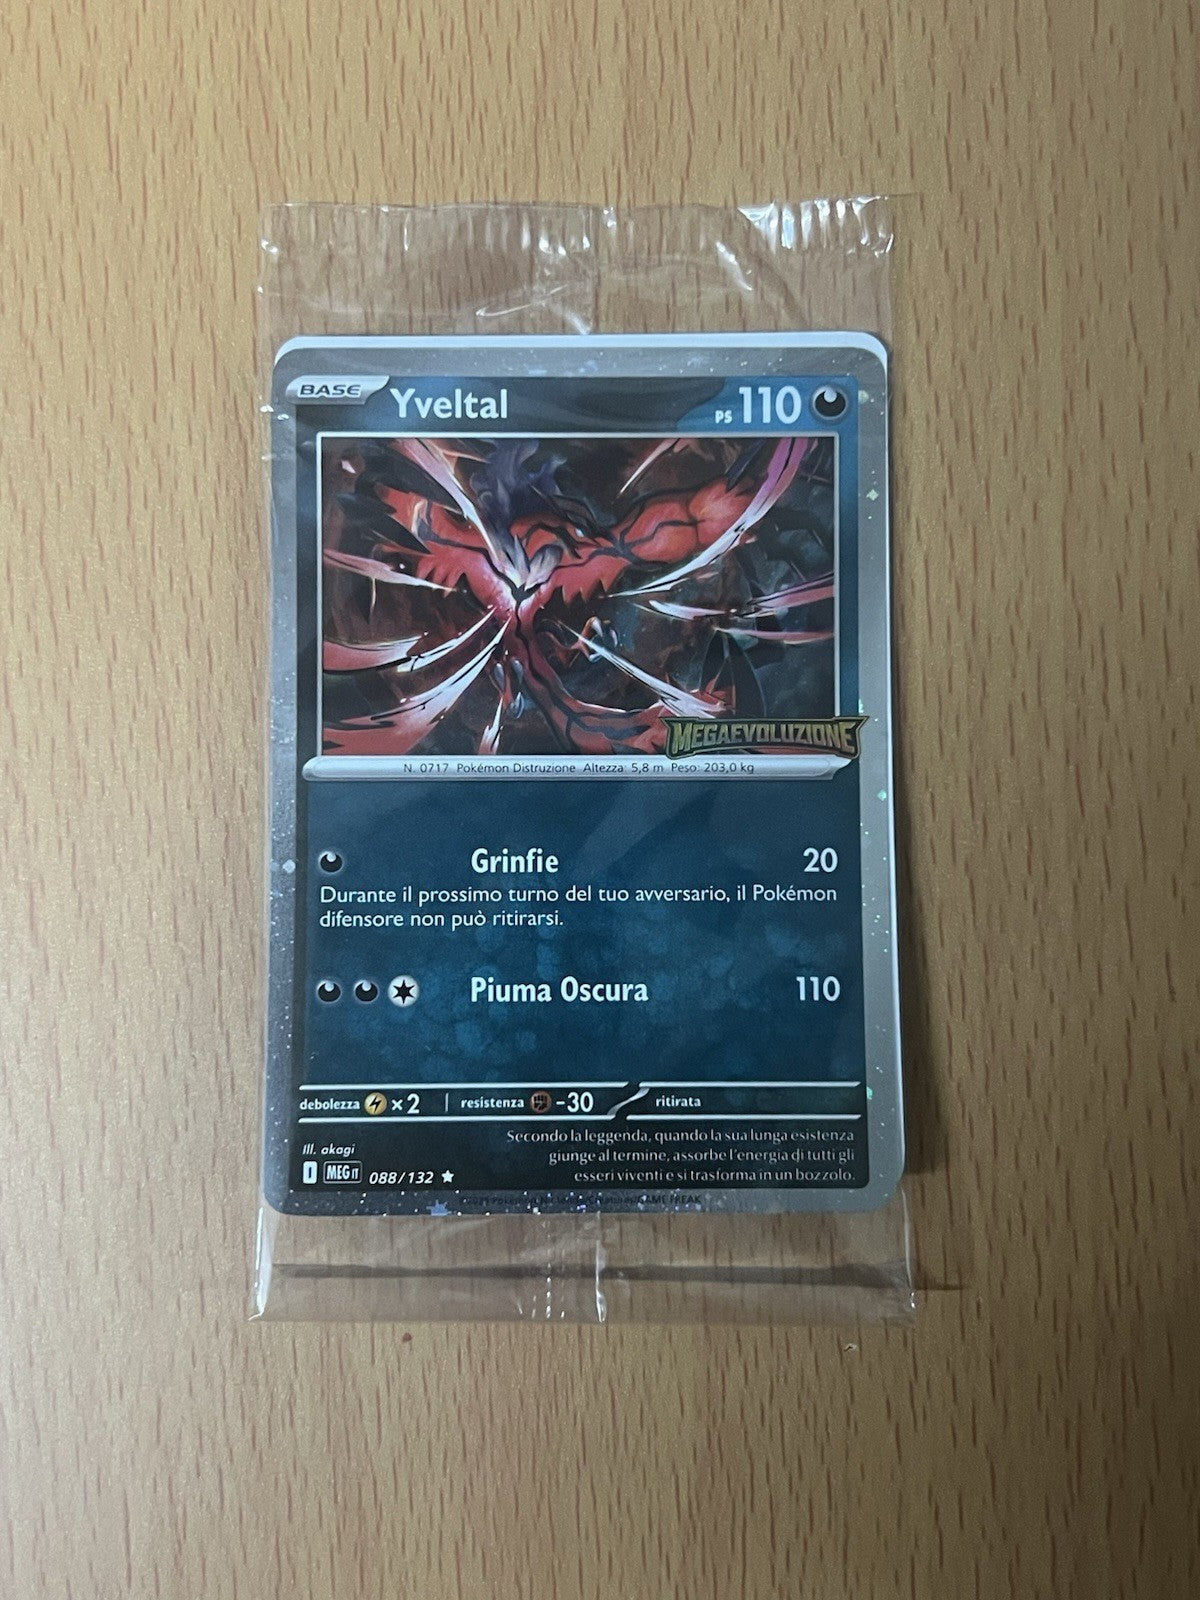 BASE Yveltal PS 110
MEGAEVOLUZIONE
N. 0717 Pokémon Distruzione Altezza: 5,8 m Peso: 203,0 kg
Grinfie 20
Durante il prossimo turno del tuo avversario, il Pokémon
difensore non può ritirarsi.
Piuma Oscura 110
debolezza ×2 resistenza -30 ritirata
Secondo la leggenda, quando la sua lunga esistenza
giunge al termine, assorbe l'energia di tutti gli
esseri viventi e si trasforma in un bozzolo.
Ill. akagi
I MEG IT 088/132 ★
GAME FREAK